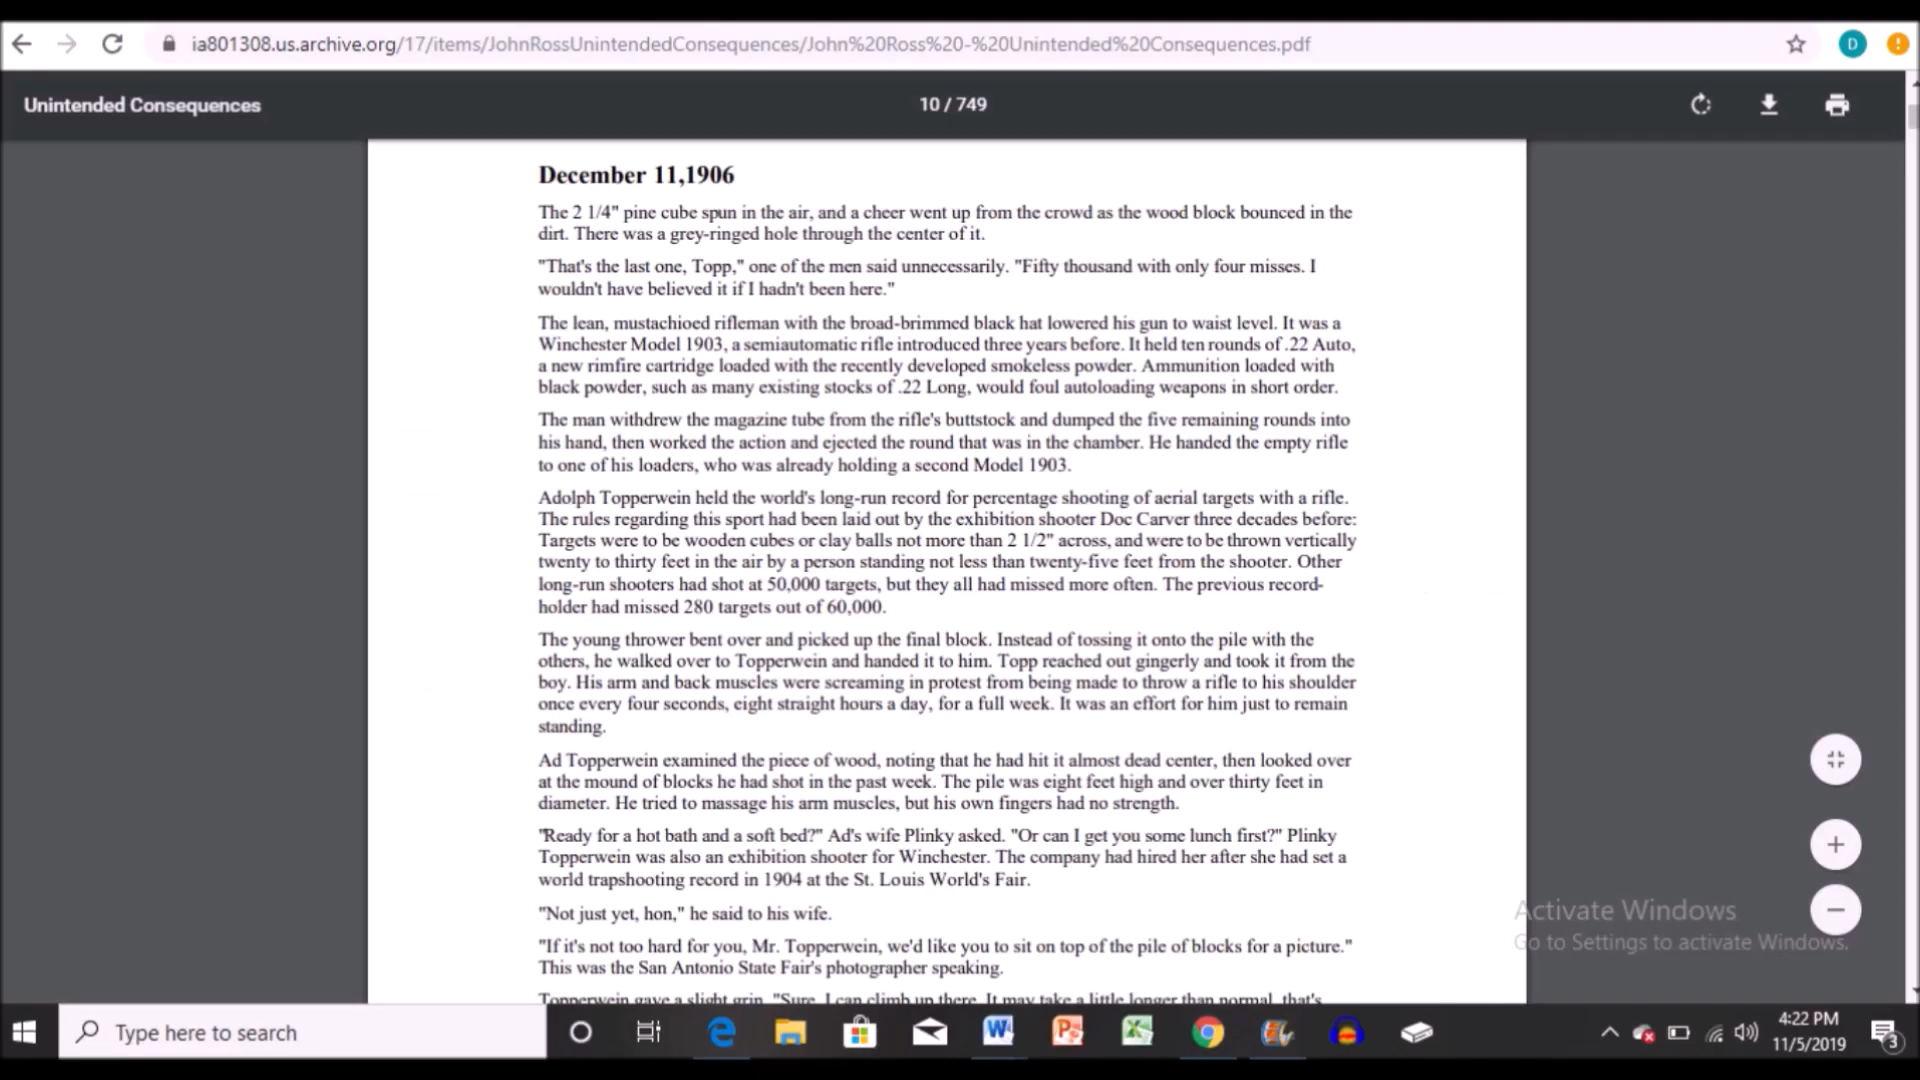 ia801308.us.archive.org/17/items/JohnRossUnintendedConsequences/John%20Ross%20-%20Unintended%20Consequences.pdf
D
Unintended Consequences
10 / 749
December 11,1906
The 2 1/4" pine cube spun in the air, and a cheer went up from the crowd as the wood block bounced in the
dirt. There was a grey-ringed hole through the center of it.
"That's the last one, Topp," one of the men said unnecessarily. "Fifty thousand with only four misses. I
wouldn't have believed it if I hadn't been here."
The lean, mustachioed rifleman with the broad-brimmed black hat lowered his gun to waist level. It was a
Winchester Model 1903, a semiautomatic rifle introduced three years before. It held ten rounds of .22 Auto,
a new rimfire cartridge loaded with the recently developed smokeless powder. Ammunition loaded with
black powder, such as many existing stocks of .22 Long, would foul autoloading weapons in short order.
The man withdrew the magazine tube from the rifle's buttstock and dumped the five remaining rounds into
his hand, then worked the action and ejected the round that was in the chamber. He handed the empty rifle
to one of his loaders, who was already holding a second Model 1903.
Adolph Topperwein held the world's long-run record for percentage shooting of aerial targets with a rifle.
The rules regarding this sport had been laid out by the exhibition shooter Doc Carver three decades before:
Targets were to be wooden cubes or clay balls not more than 2 1/2" across, and were to be thrown vertically
twenty to thirty feet in the air by a person standing not less than twenty-five feet from the shooter. Other
long-run shooters had shot at 50,000 targets, but they all had missed more often. The previous record-
holder had missed 280 targets out of 60,000.
The young thrower bent over and picked up the final block. Instead of tossing it onto the pile with the
others, he walked over to Topperwein and handed it to him. Topp reached out gingerly and took it from the
boy. His arm and back muscles were screaming in protest from being made to throw a rifle to his shoulder
once every four seconds, eight straight hours a day, for a full week. It was an effort for him just to remain
standing.
Ad Topperwein examined the piece of wood, noting that he had hit it almost dead center, then looked over
at the mound of blocks he had shot in the past week. The pile was eight feet high and over thirty feet in
diameter. He tried to massage his arm muscles, but his own fingers had no strength.
"Ready for a hot bath and a soft bed?" Ad's wife Plinky asked. "Or can I get you some lunch first?" Plinky
Topperwein was also an exhibition shooter for Winchester. The company had hired her after she had set a
world trapshooting record in 1904 at the St. Louis World's Fair.
"Not just yet, hon," he said to his wife.
"If it's not too hard for you, Mr. Topperwein, we'd like you to sit on top of the pile of blocks for a picture."
This was the San Antonio State Fair's photographer speaking.
Topperwein gave a slight grin. "Sure, I can climb up there. It may take a little longer than normal, that's
Activate Windows
Go to Settings to activate Windows.
Type here to search
4:22 PM
11/5/2019
3